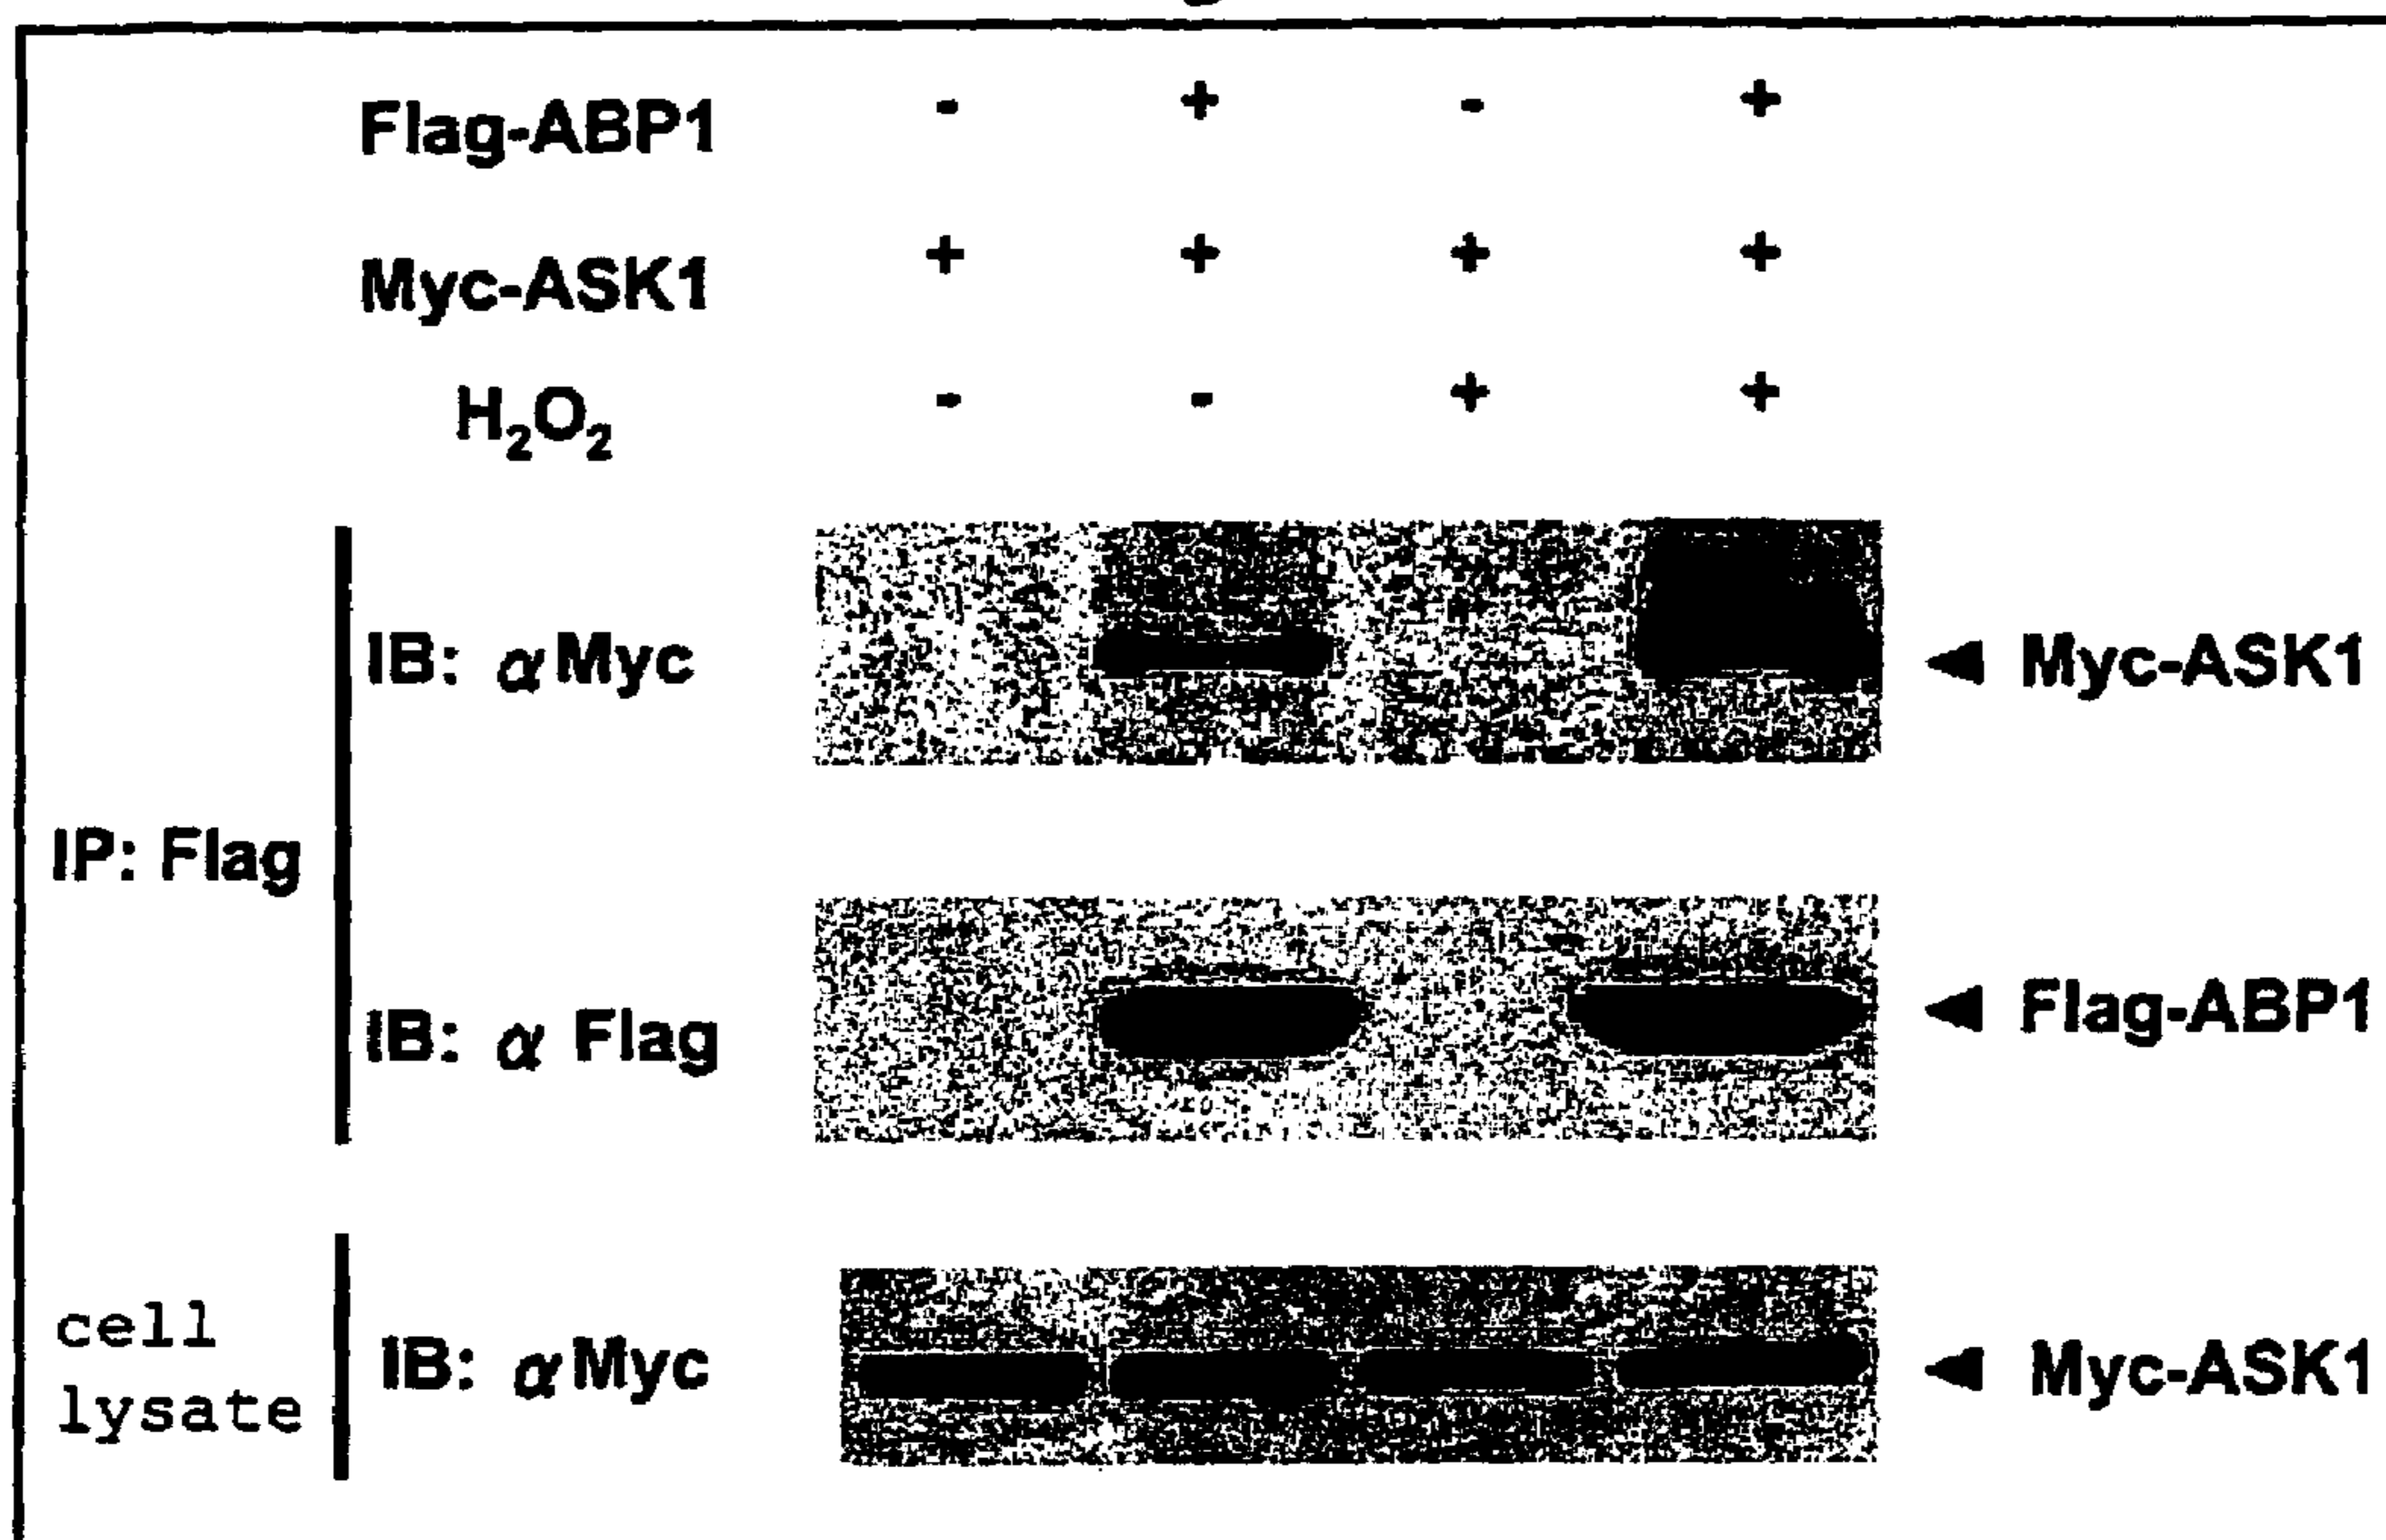 Flag-ABP1 - + - +
Myc-ASK1 + + + +
H₂O₂ - - + +
IB: αMyc ◄ Myc-ASK1
IP: Flag
IB: α Flag ◄ Flag-ABP1
cell
lysate
IB: αMyc ◄ Myc-ASK1